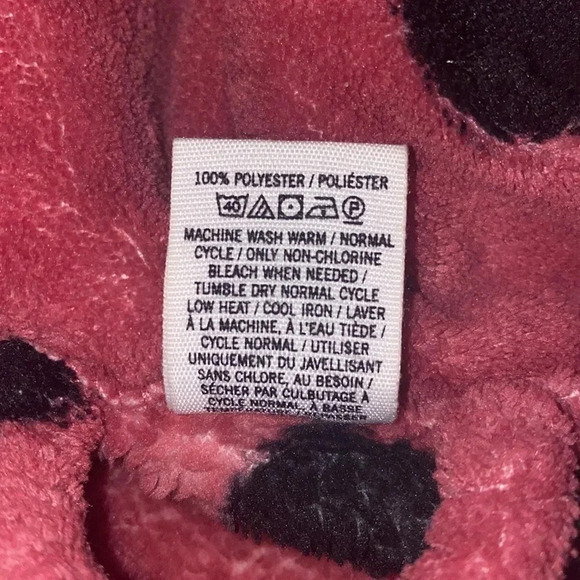 100% POLYESTER / POLIÉSTER
40 P
MACHINE WASH WARM / NORMAL
CYCLE / ONLY NON-CHLORINE
BLEACH WHEN NEEDED /
TUMBLE DRY NORMAL CYCLE
LOW HEAT / COOL IRON / LAVER
À LA MACHINE, À L'EAU TIÈDE /
CYCLE NORMAL / UTILISER
UNIQUEMENT DU JAVELLISANT
SANS CHLORE, AU BESOIN /
SÉCHER PAR CULBUTAGE À
CYCLE NORMAL, À BASSE